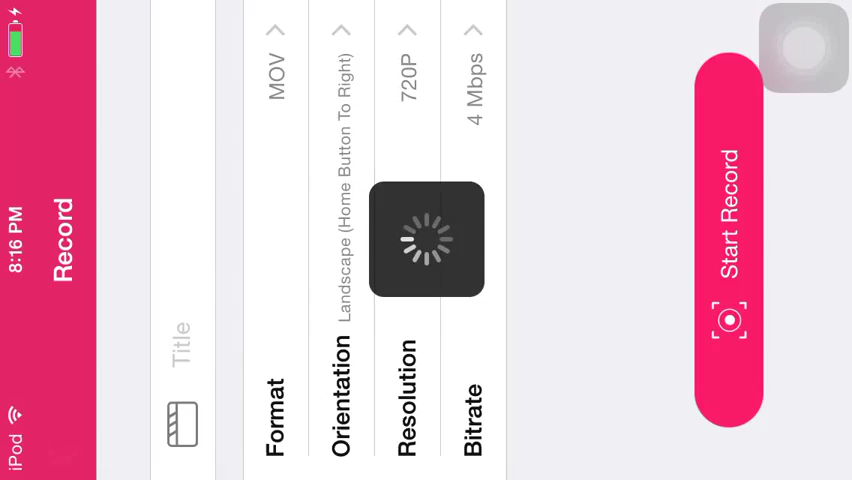 iPod 8:16 PM
Record
Title
Format MOV
Orientation Landscape (Home Button To Right)
Resolution 720P
Bitrate 4 Mbps
Start Record